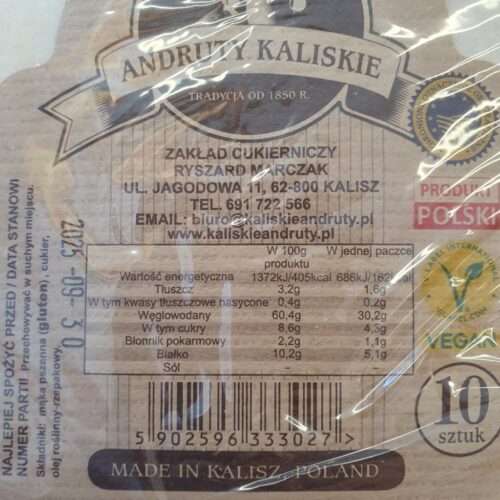 ANDRUTY KALISKIE
TRADYCJA OD 1850 R.
ZAKŁAD CUKIERNICZY
RYSZARD MARCZAK
UL. JAGODOWA 11, 62-800 KALISZ
TEL. 691 722 566
EMAIL: biuro@kaliskieandruty.pl
www.kaliskieandruty.pl
W 100g W jednej paczce
produktu
Wartość energetyczna 1372kJ/405kcal 686kJ/162
Tłuszcz 3,2g 1,6g
W tym kwasy tłuszczowe nasycone 0,4g 0,2g
Węglowodany 60,4g 30,2g
W tym cukry 8,6g 4,3g
Błonnik pokarmowy 2,2g 1,1g
Białko 10,2g 5,1g
Sól - -
5 902596 333027 >
MADE IN KALISZ, POLAND
NAJLEPIEJ SPOŻYĆ PRZED / DATA STANOWI
NUMER PARTII. Przechowywać w suchym miejscu.
Składniki: mąka pszenna (gluten), cukier,
olej roślinny rzepakowy.
2025-09-30
PRODUKT
POLSKI
V-LABEL INTERNATIONAL
VEGAN
10
sztuk